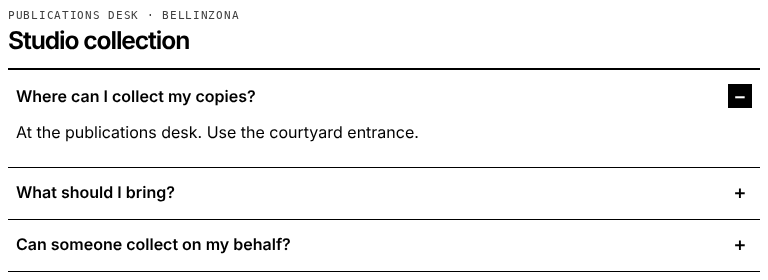 PUBLICATIONS DESK · BELLINZONA
Studio collection
Where can I collect my copies? −
At the publications desk. Use the courtyard entrance.
What should I bring? +
Can someone collect on my behalf? +